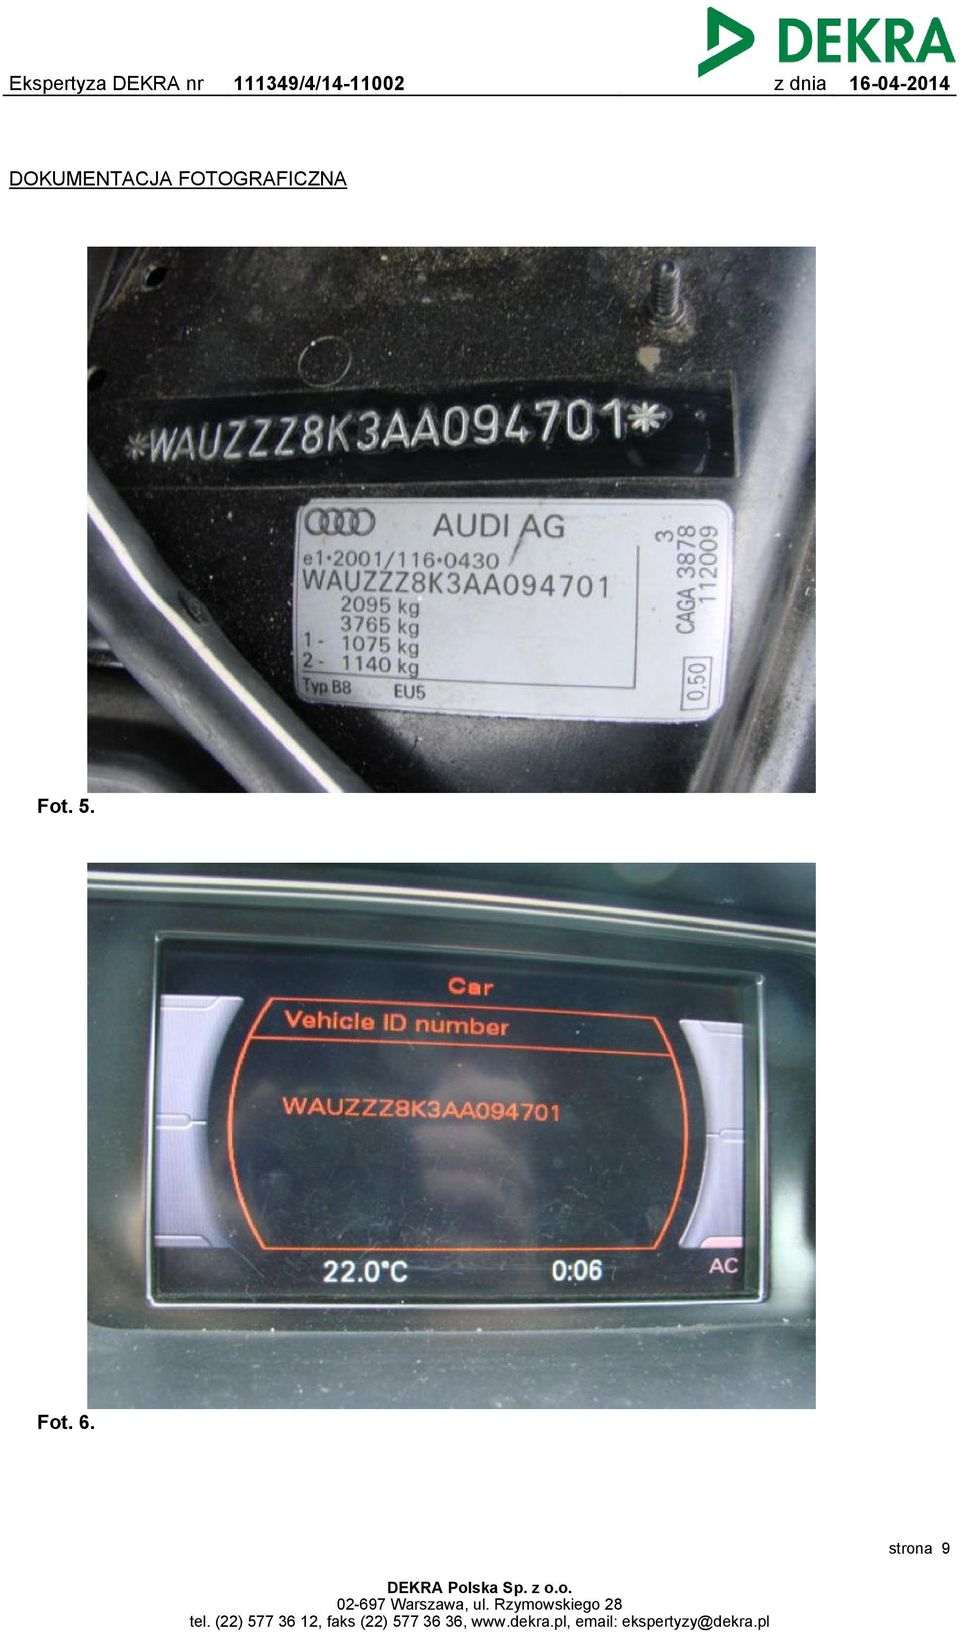 DEKRA
Ekspertyza DEKRA nr 111349/4/14-11002 z dnia 16-04-2014
DOKUMENTACJA FOTOGRAFICZNA
*WAUZZZ8K3AA094701*
AUDI AG
e1*2001/116*0430
WAUZZZ8K3AA094701
2095 kg
3765 kg
1 - 1075 kg
2 - 1140 kg
Typ B8 EU5
3
CAGA 3878
112009
0,50
Fot. 5.
Car
Vehicle ID number
WAUZZZ8K3AA094701
22.0°C 0:06 AC
Fot. 6.
strona 9
DEKRA Polska Sp. z o.o.
02-697 Warszawa, ul. Rzymowskiego 28
tel. (22) 577 36 12, faks (22) 577 36 36, www.dekra.pl, email: ekspertyzy@dekra.pl